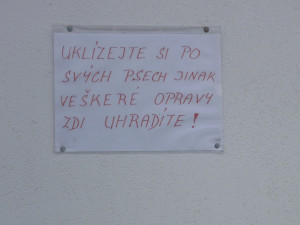 UKLÍZEJTE SI PO
SVÝCH PSECH JINAK
VEŠKERÉ OPRAVY
ZDI UHRADÍTE!